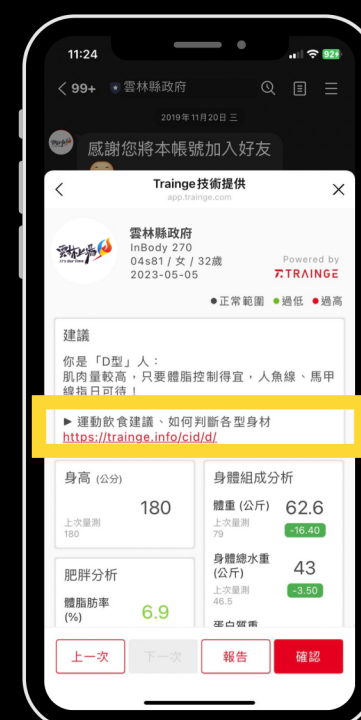 11:24
92
99+
雲林縣政府
2019年11月20日 三
感謝您將本帳號加入好友
Trainge技術提供
app.trainge.com
雲林縣政府
InBody 270
04s81 / 女 / 32歲
2023-05-05
Powered by
TRAINGE
●正常範圍 ●過低 ●過高
建議
你是「D型」人：
肌肉量較高，只要體脂控制得宜，人魚線、馬甲
線指日可待！
▶ 運動飲食建議、如何判斷各型身材
https://trainge.info/cid/d/
身高 (公分)
180
上次量測
180
肥胖分析
體脂肪率
(%)
6.9
身體組成分析
體重 (公斤)
62.6
上次量測
79
-16.40
身體總水重
(公斤)
43
上次量測
46.5
-3.50
蛋白質重
上一次
下一次
報告
確認